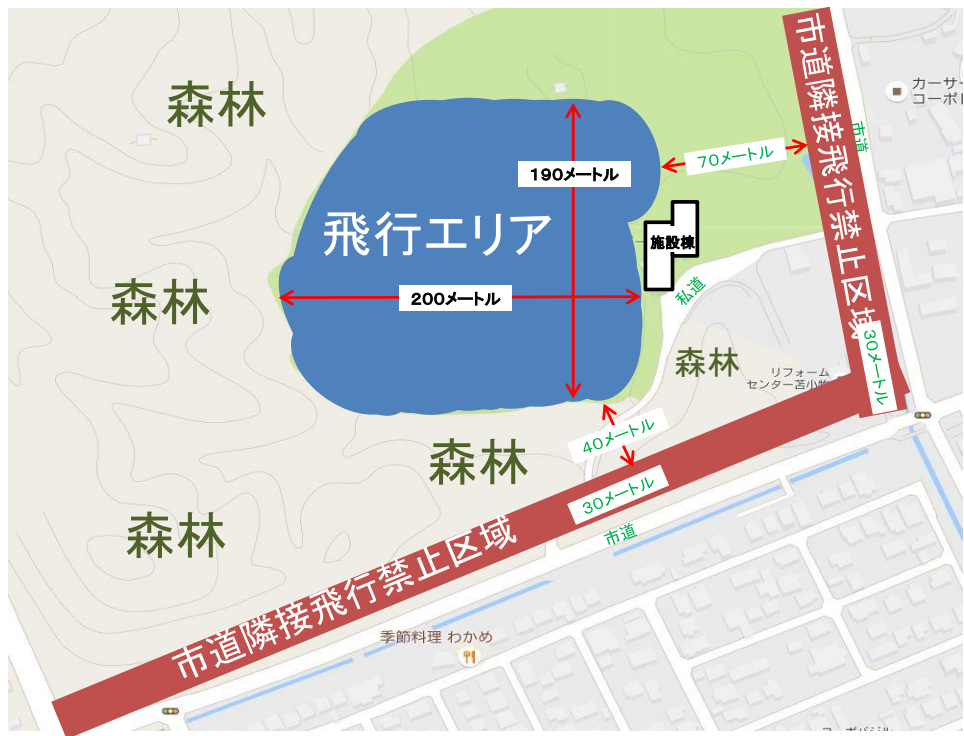 森林
カーサー
コーポレ
市道
市道隣接飛行禁止区域
70メートル
190メートル
飛行エリア
施設棟
森林
200メートル
私道
森林
30メートル
リフォーム
センター苫小牧
森林
40メートル
30メートル
森林
市道
市道隣接飛行禁止区域
季節料理 わかめ